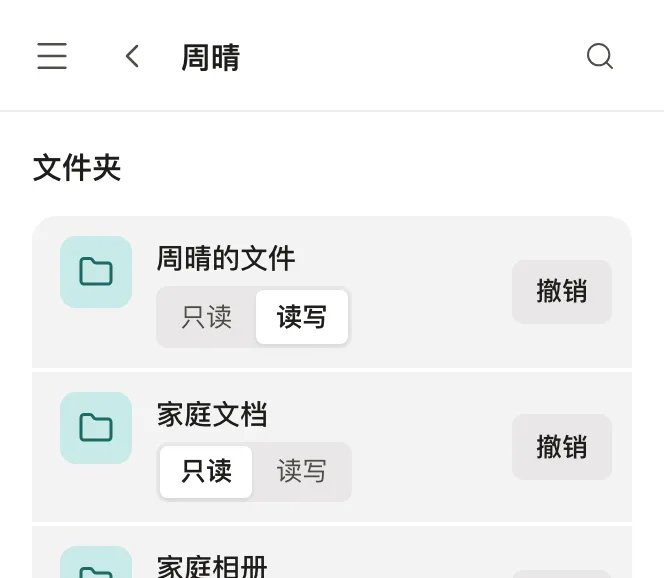 周晴
文件夹
周晴的文件
只读 读写
撤销
家庭文档
只读 读写
撤销
家庭相册